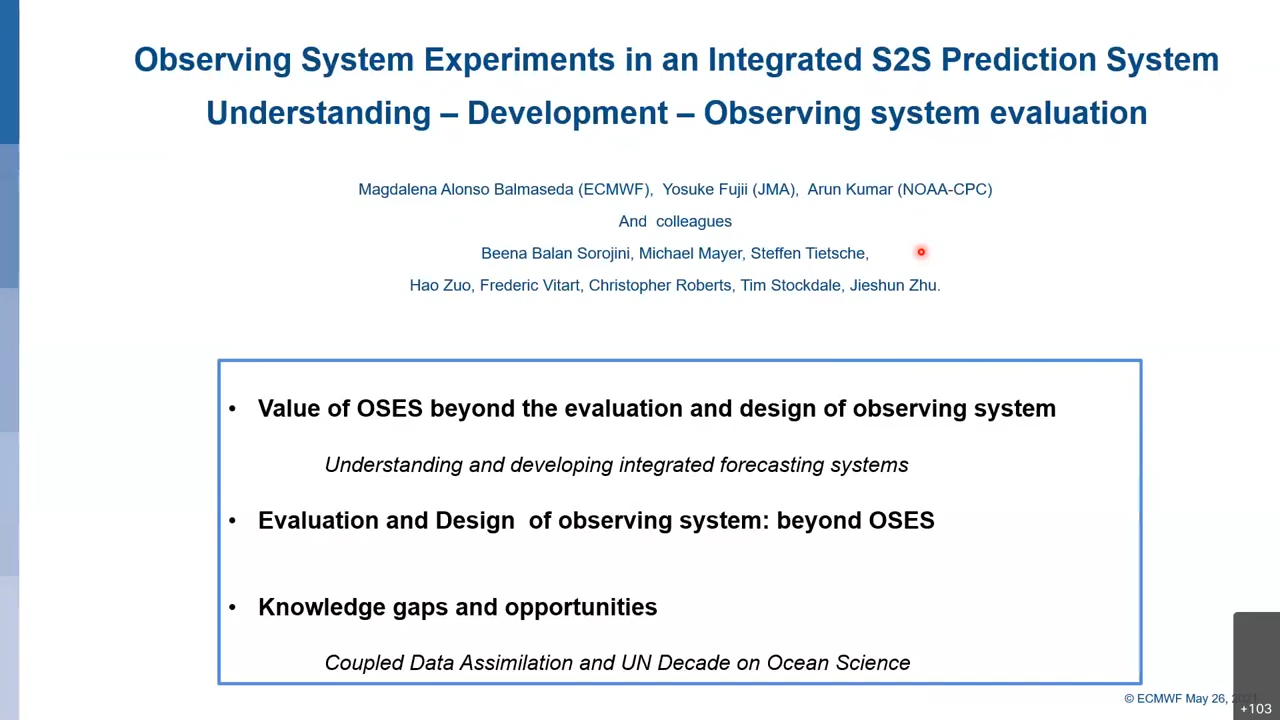 Observing System Experiments in an Integrated S2S Prediction System
Understanding – Development – Observing system evaluation
Magdalena Alonso Balmaseda (ECMWF), Yosuke Fujii (JMA), Arun Kumar (NOAA-CPC)
And colleagues
Beena Balan Sorojini, Michael Mayer, Steffen Tietsche,
Hao Zuo, Frederic Vitart, Christopher Roberts, Tim Stockdale, Jieshun Zhu.
• Value of OSES beyond the evaluation and design of observing system
Understanding and developing integrated forecasting systems
• Evaluation and Design of observing system: beyond OSES
• Knowledge gaps and opportunities
Coupled Data Assimilation and UN Decade on Ocean Science
© ECMWF May 26,
+103